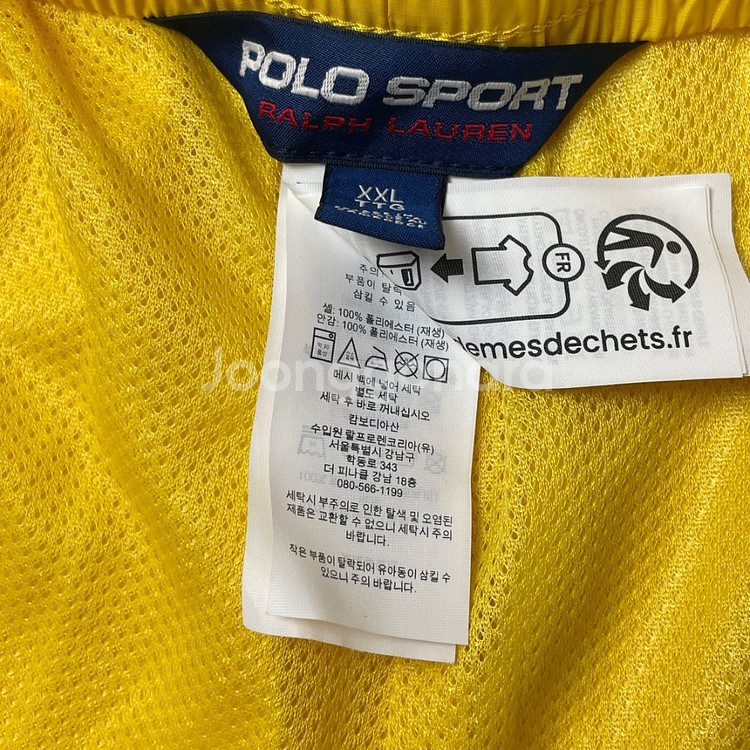 POLO SPORT
RALPH LAUREN
XXL
TTG
FR
주의
부품이 탈락
삼킬 수 있음
emesdechets.fr
셸: 100% 폴리에스터 (재생)
안감: 100% 폴리에스터 (재생)
메시 백에 넣어 세탁
별도 세탁
세탁 후 바로 꺼내십시오
캄보디아산
수입원 랄프로렌코리아(유)
서울특별시 강남구
학동로 343
더 피나클 강남 18층
080-566-1199
세탁시 부주의로 인한 탈색 및 오염된
제품은 교환할 수 없으니 세탁시 주의
바랍니다.
작은 부품이 탈락되어 유아동이 삼킬 수
있으니 주의 바랍니다.